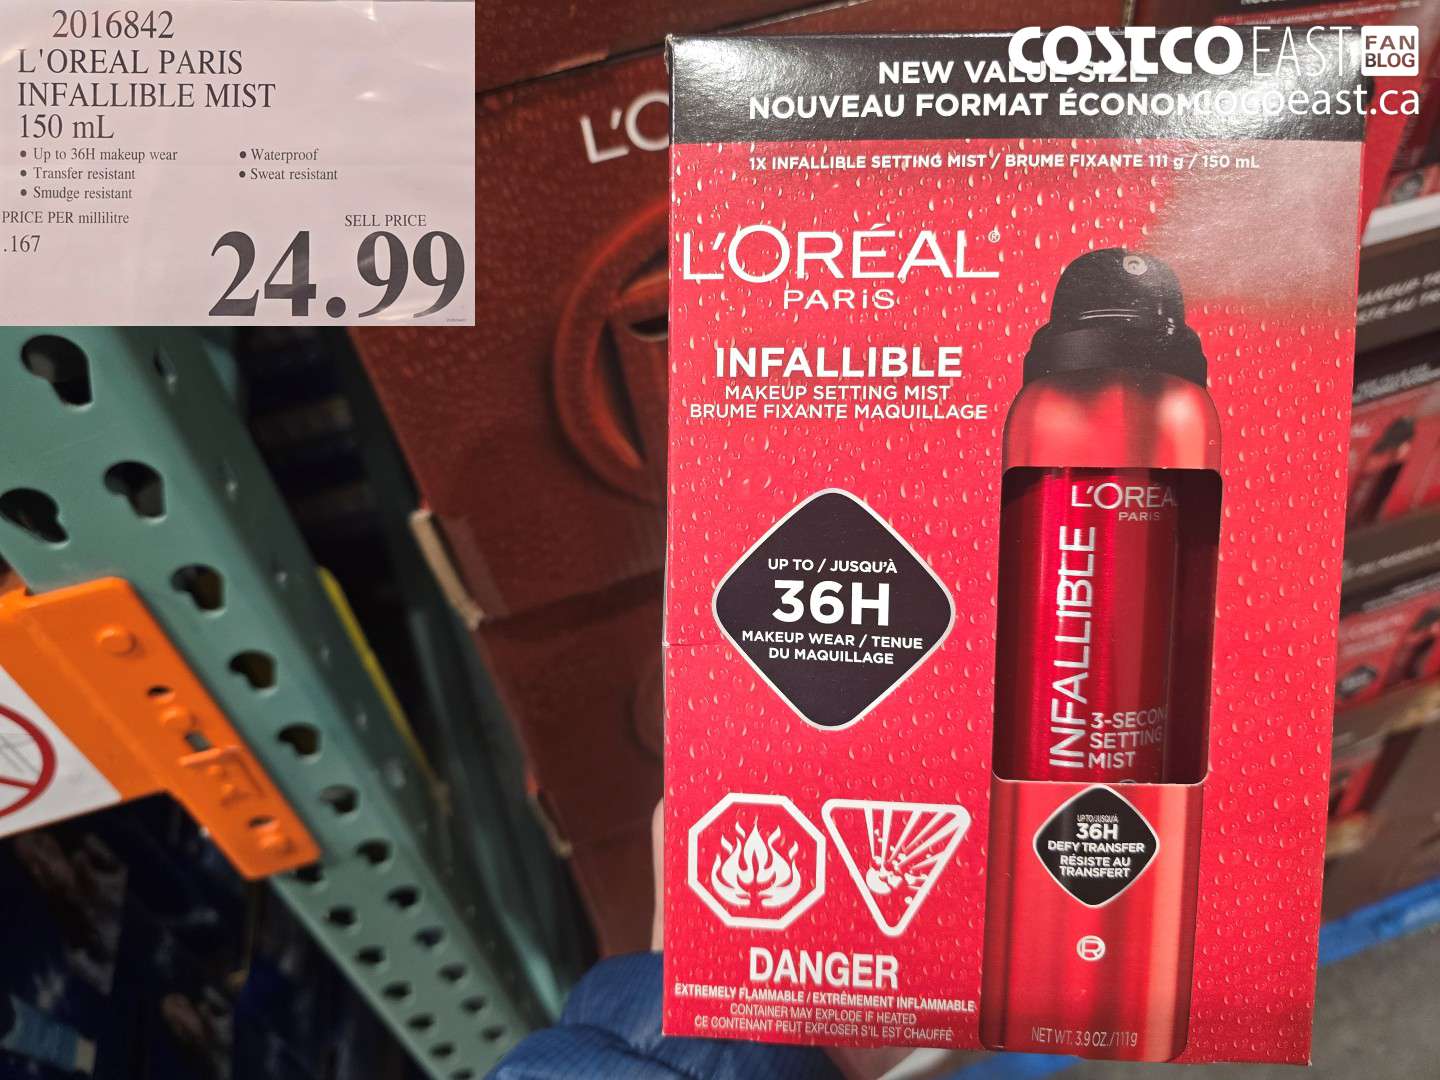 2016842
L'OREAL PARIS
INFALLIBLE MIST
150 mL
• Up to 36H makeup wear
• Transfer resistant
• Smudge resistant
• Waterproof
• Sweat resistant
PRICE PER millilitre
.167
SELL PRICE
24.99
COSTCO EAST FAN BLOG
cocoeast.ca
NEW VALUE SIZE
NOUVEAU FORMAT ÉCONOM
1X INFALLIBLE SETTING MIST / BRUME FIXANTE 111 g / 150 mL
L'ORÉAL®
PARIS
INFALLIBLE
MAKEUP SETTING MIST
BRUME FIXANTE MAQUILLAGE
UP TO / JUSQU'À
36H
MAKEUP WEAR / TENUE
DU MAQUILLAGE
L'ORÉA
PARIS
INFALLIBLE
3-SECON
SETTING
MIST
UP TO/JUSQU'À
36H
DEFY TRANSFER
RÉSISTE AU
TRANSFERT
R
DANGER
EXTREMELY FLAMMABLE / EXTRÊMEMENT INFLAMMABLE
CONTAINER MAY EXPLODE IF HEATED
CE CONTENANT PEUT EXPLOSER S'IL EST CHAUFFÉ
NET WT. 3.9 OZ./111g
L'O